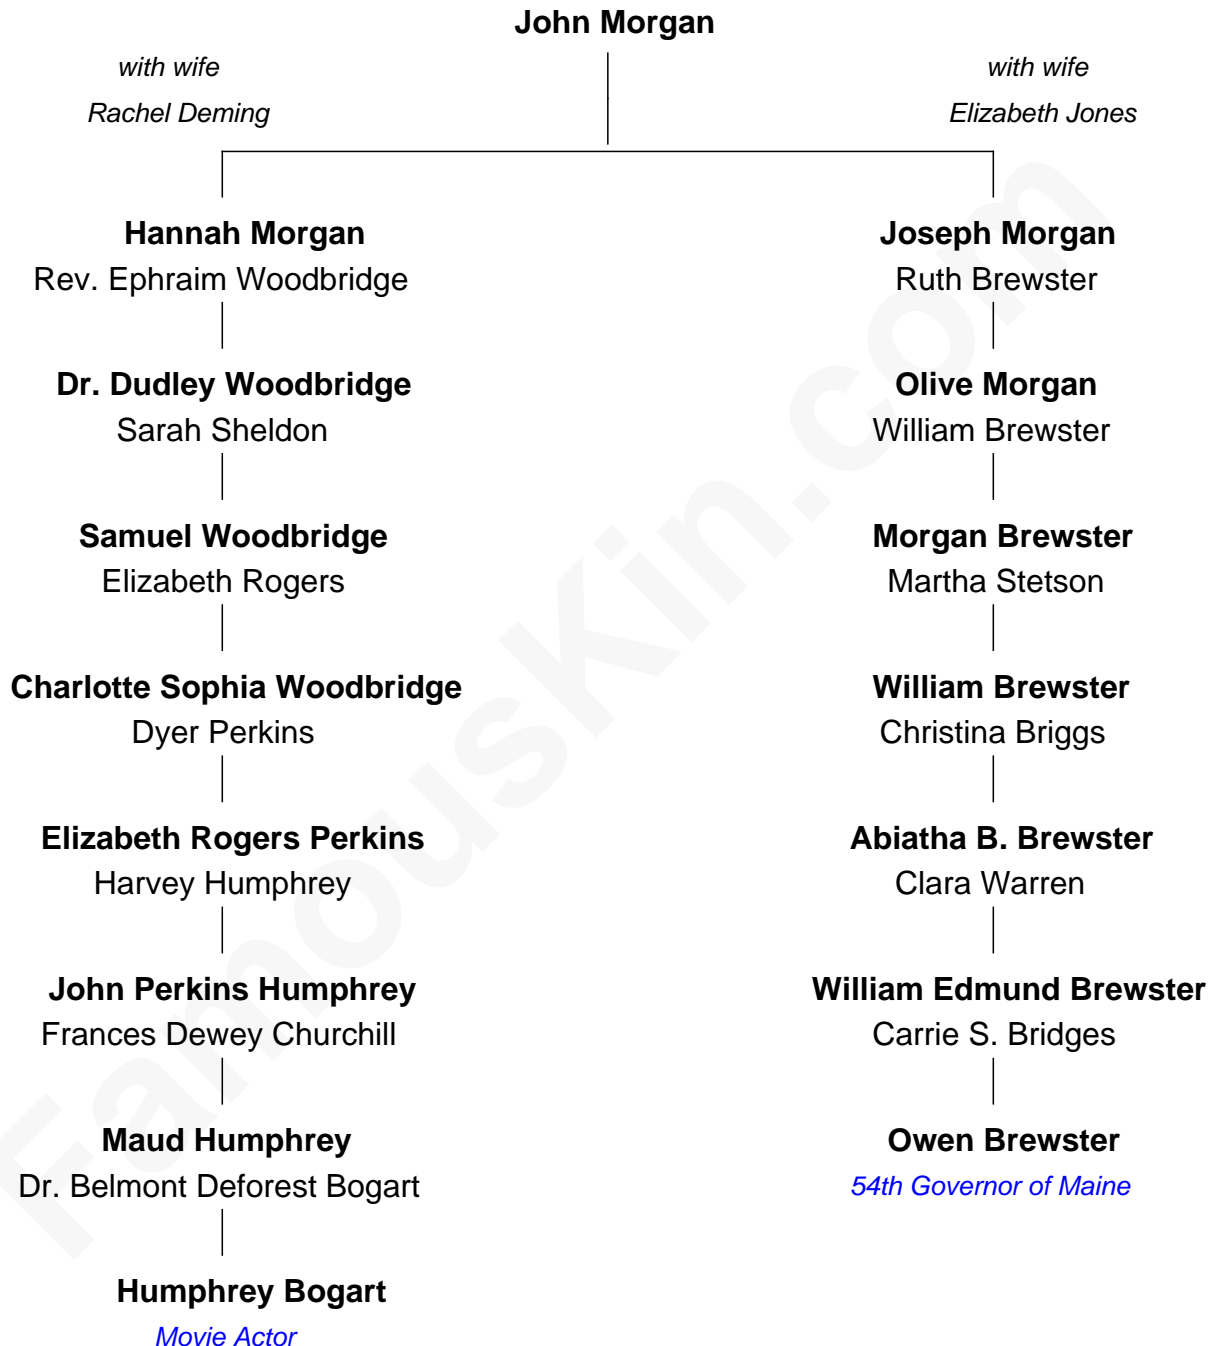 John Morgan
with wife
Rachel Deming
with wife
Elizabeth Jones
Hannah Morgan
Rev. Ephraim Woodbridge
Joseph Morgan
Ruth Brewster
Dr. Dudley Woodbridge
Sarah Sheldon
Olive Morgan
William Brewster
Samuel Woodbridge
Elizabeth Rogers
Morgan Brewster
Martha Stetson
Charlotte Sophia Woodbridge
Dyer Perkins
William Brewster
Christina Briggs
Elizabeth Rogers Perkins
Harvey Humphrey
Abiatha B. Brewster
Clara Warren
John Perkins Humphrey
Frances Dewey Churchill
William Edmund Brewster
Carrie S. Bridges
Maud Humphrey
Dr. Belmont Deforest Bogart
Owen Brewster
54th Governor of Maine
Humphrey Bogart
Movie Actor
FamousKin.com